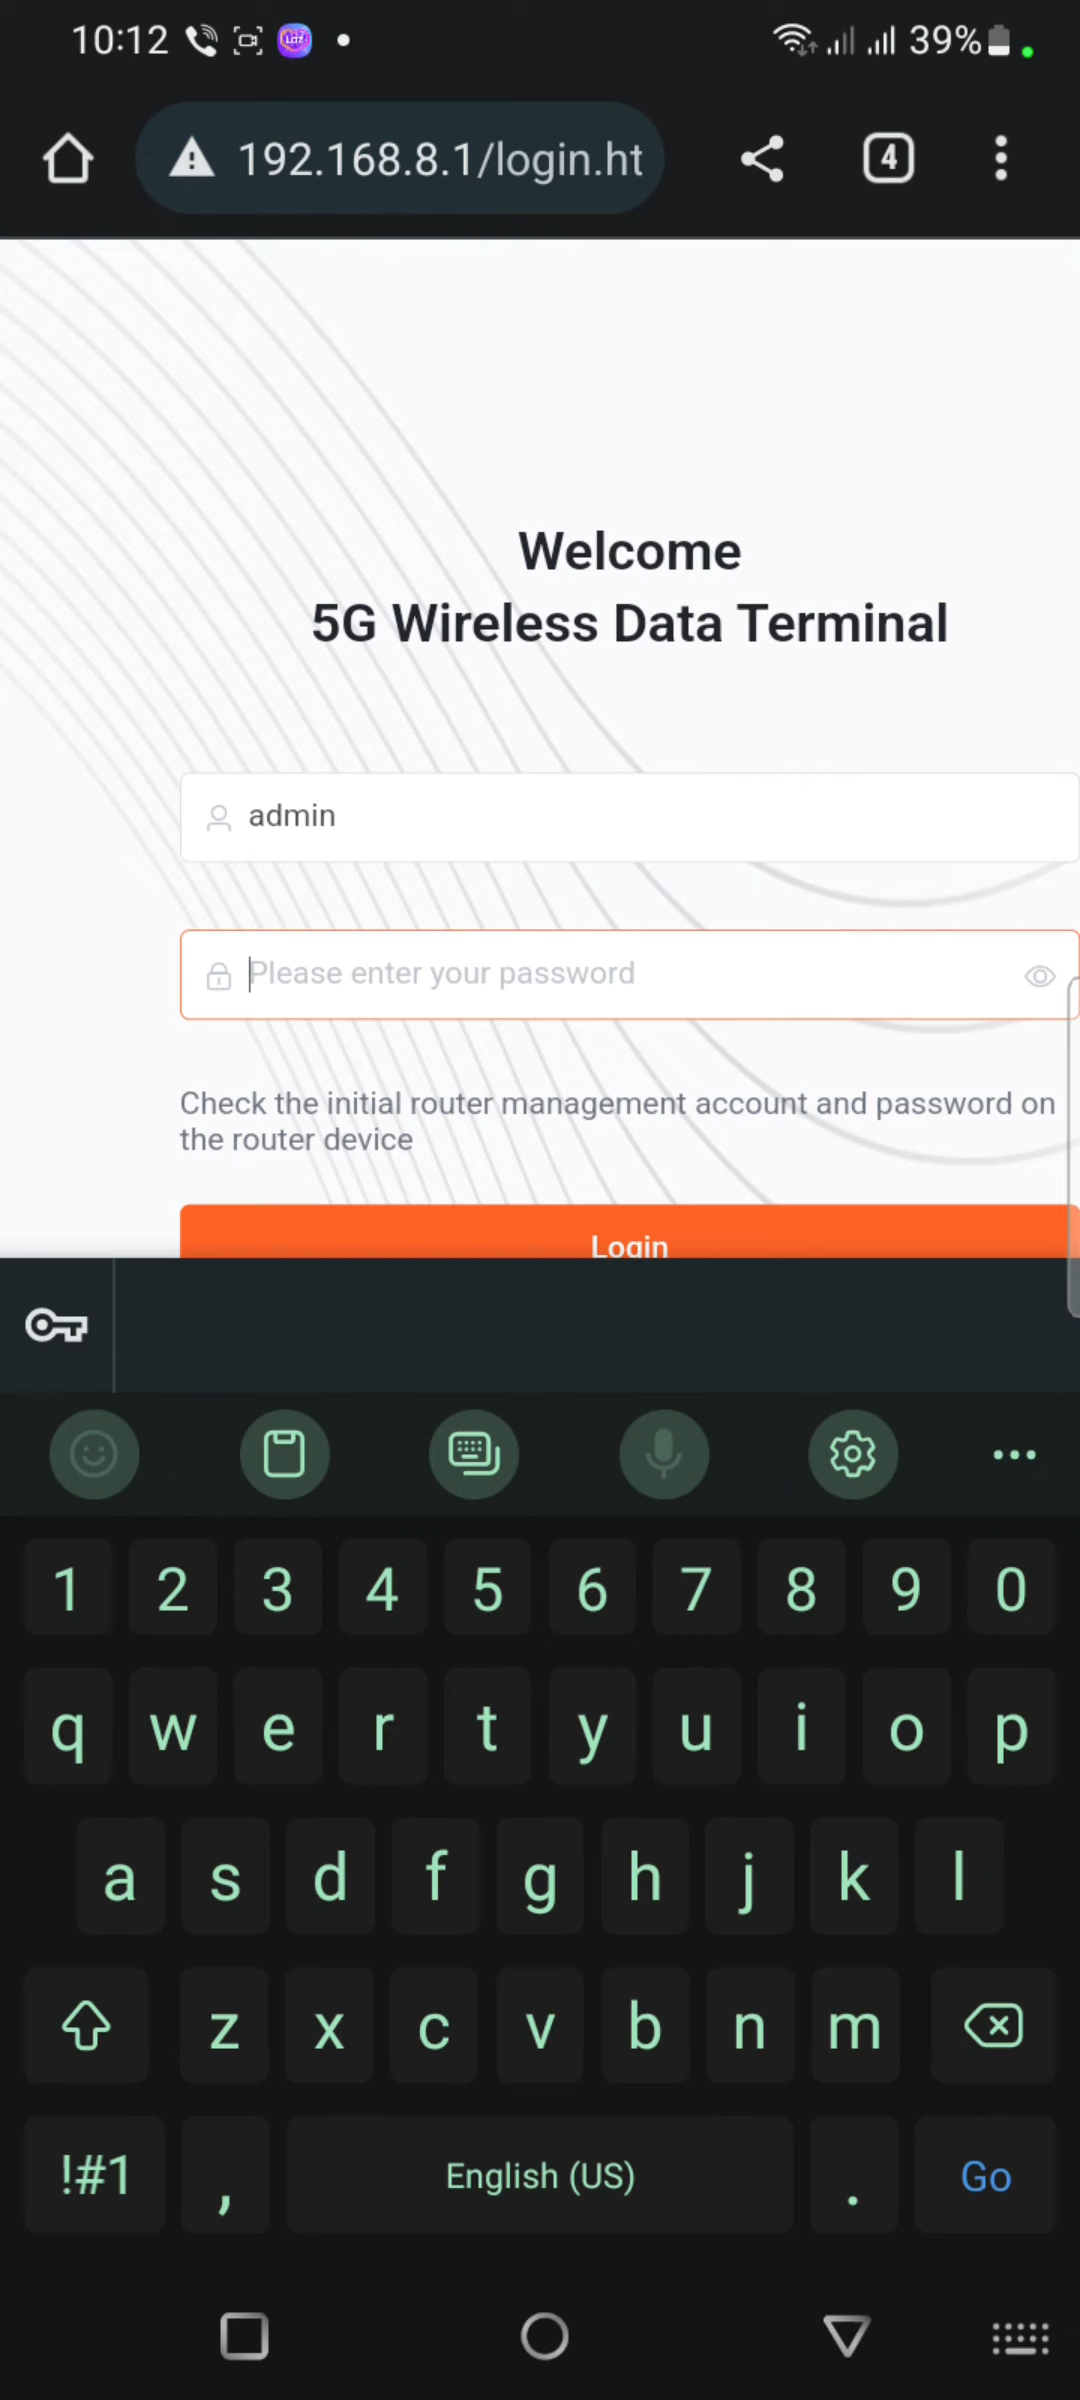 10:12
39%
192.168.8.1/login.ht
4
Welcome
5G Wireless Data Terminal
admin
Please enter your password
Check the initial router management account and password on
the router device
Login
1 2 3 4 5 6 7 8 9 0
q w e r t y u i o p
a s d f g h j k l
z x c v b n m
!#1 , English (US) . Go